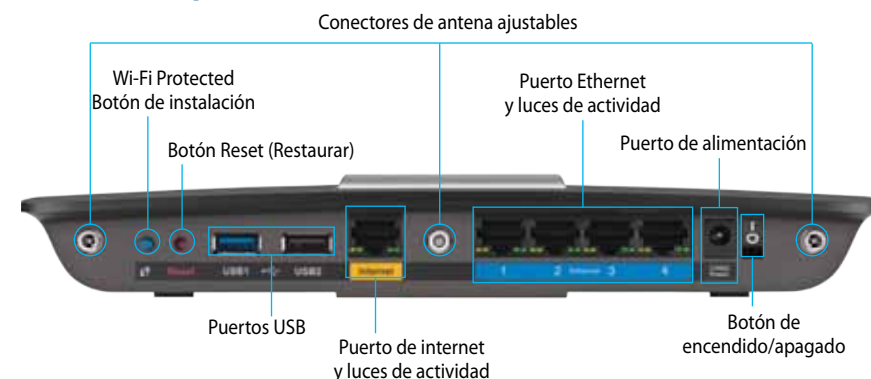 Conectores de antena ajustables
Wi-Fi Protected
Botón de instalación
Puerto Ethernet
y luces de actividad
Botón Reset (Restaurar)
Puerto de alimentación
Reset
USB1
USB2
Internet
1
2
Ethernet
3
4
Puertos USB
Puerto de internet
y luces de actividad
Botón de
encendido/apagado